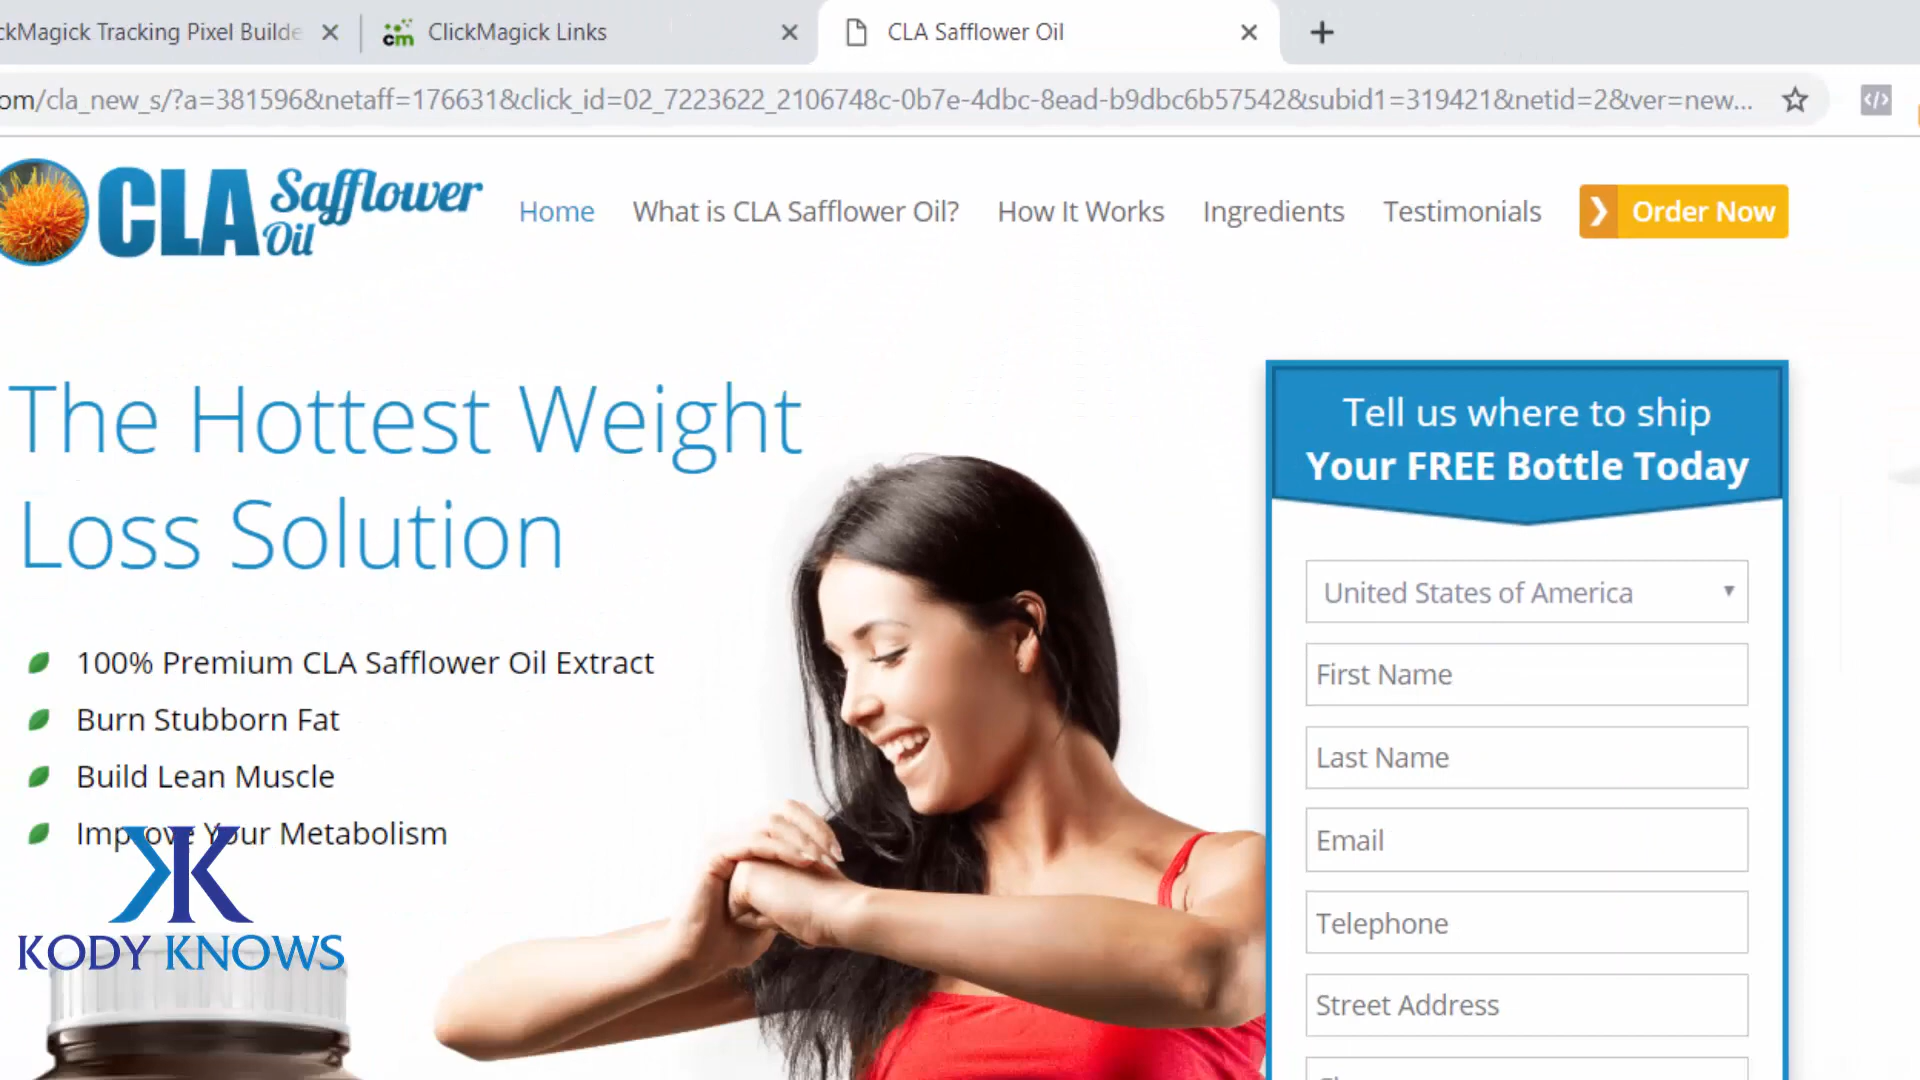 ckMagick Tracking Pixel Builde
cm ClickMagick Links
CLA Safflower Oil
om/cla_new_s/?a=381596&netaff=176631&click_id=02_7223622_2106748c-0b7e-4dbc-8ead-b9dbc6b57542&subid1=319421&netid=2&ver=new...
CLA Safflower Oil
Home What is CLA Safflower Oil? How It Works Ingredients Testimonials Order Now
The Hottest Weight
Loss Solution
100% Premium CLA Safflower Oil Extract
Burn Stubborn Fat
Build Lean Muscle
Improve Your Metabolism
KK
KODY KNOWS
Tell us where to ship
Your FREE Bottle Today
United States of America
First Name
Last Name
Email
Telephone
Street Address